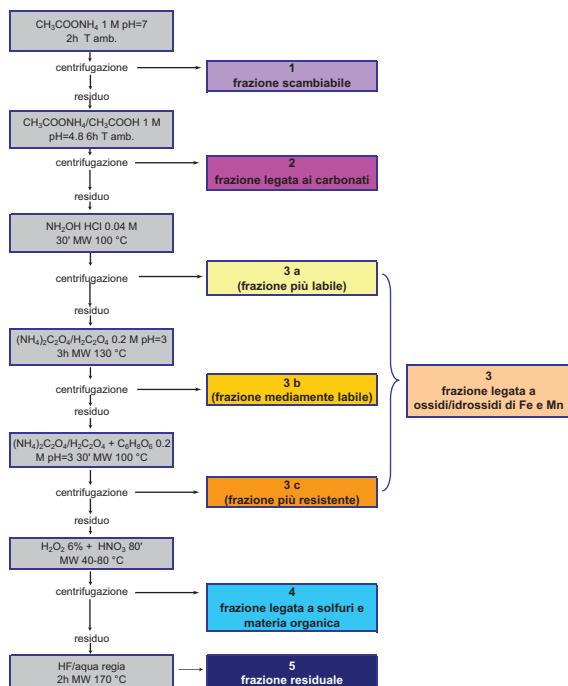 CH₃COONH₄ 1 M pH=7
2h T amb.
centrifugazione
1
frazione scambiabile
residuo
CH₃COONH₄/CH₃COOH 1 M
pH=4.8 6h T amb.
centrifugazione
2
frazione legata ai carbonati
residuo
NH₂OH HCl 0.04 M
30' MW 100 °C
centrifugazione
3 a
(frazione più labile)
residuo
(NH₄)₂C₂O₄/H₂C₂O₄ 0.2 M pH=3
3h MW 130 °C
centrifugazione
3 b
(frazione mediamente labile)
3
frazione legata a
ossidi/idrossidi di Fe e Mn
residuo
(NH₄)₂C₂O₄/H₂C₂O₄ + C₆H₈O₆ 0.2
M pH=3 30' MW 100 °C
centrifugazione
3 c
(frazione più resistente)
residuo
H₂O₂ 6% + HNO₃ 80'
MW 40-80 °C
centrifugazione
4
frazione legata a solfuri e
materia organica
residuo
HF/aqua regia
2h MW 170 °C
5
frazione residuale